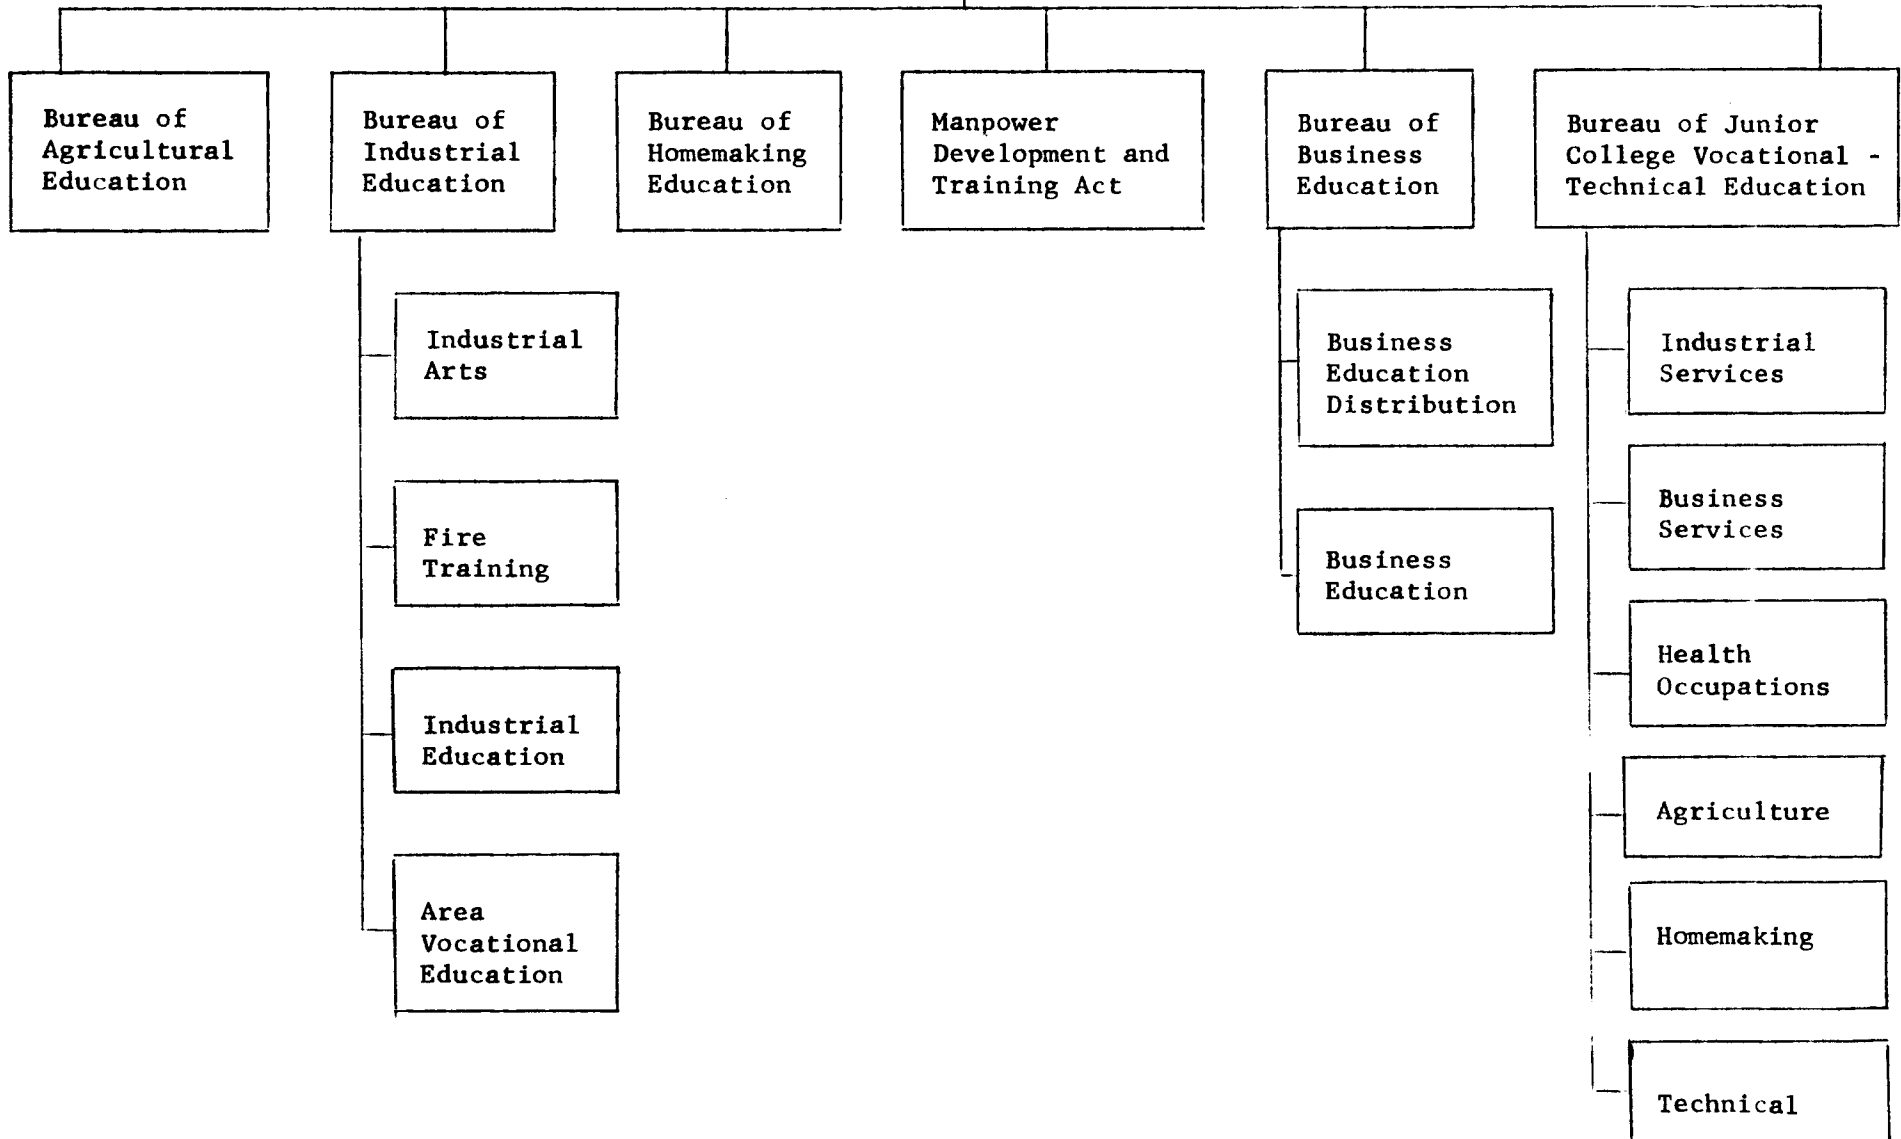 Bureau of
Agricultural
Education
Bureau of
Industrial
Education
Bureau of
Homemaking
Education
Manpower
Development and
Training Act
Bureau of
Business
Education
Bureau of Junior
College Vocational -
Technical Education
Industrial
Arts
Fire
Training
Industrial
Education
Area
Vocational
Education
Business
Education
Distribution
Business
Education
Industrial
Services
Business
Services
Health
Occupations
Agriculture
Homemaking
Technical